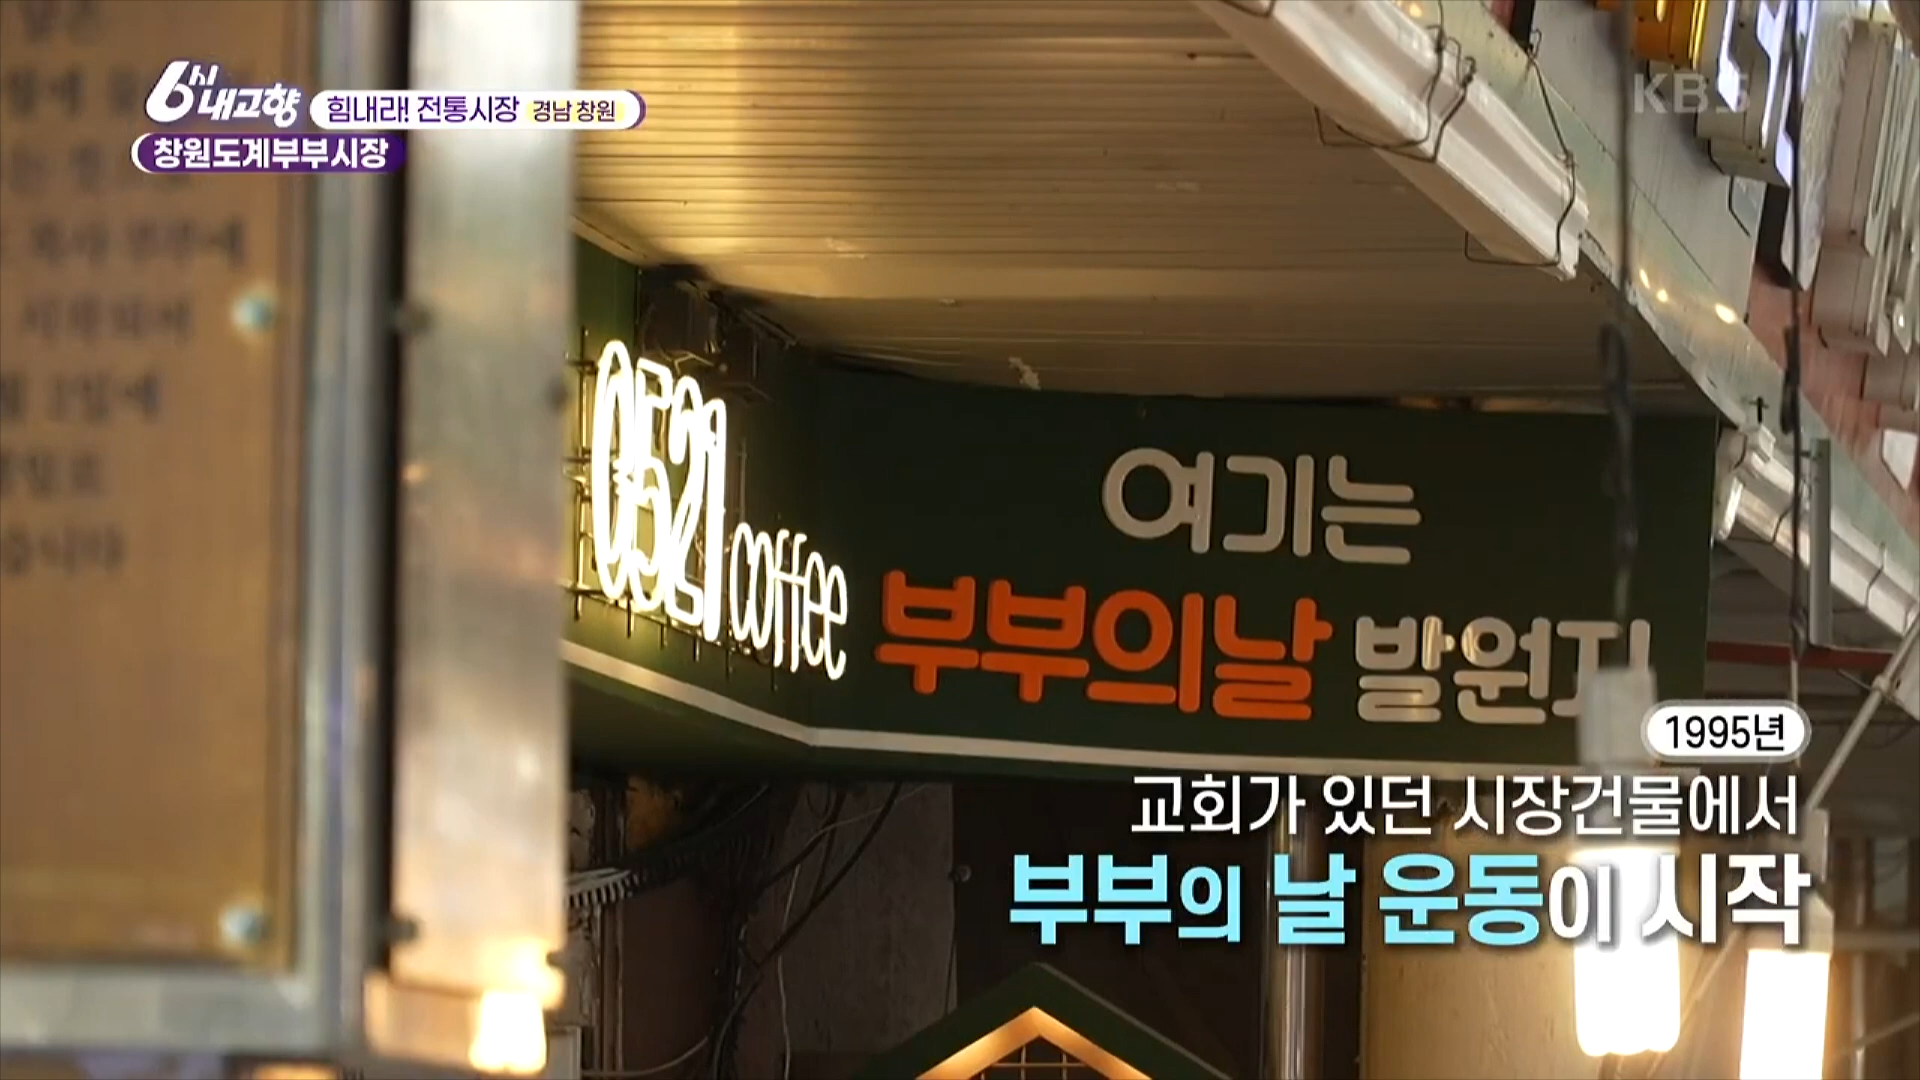 6시 내고향
힘내라! 전통시장 경남 창원
창원도계부부시장
KBS
0521 coffee
여기는
부부의날 발원지
1995년
교회가 있던 시장건물에서
부부의 날 운동이 시작